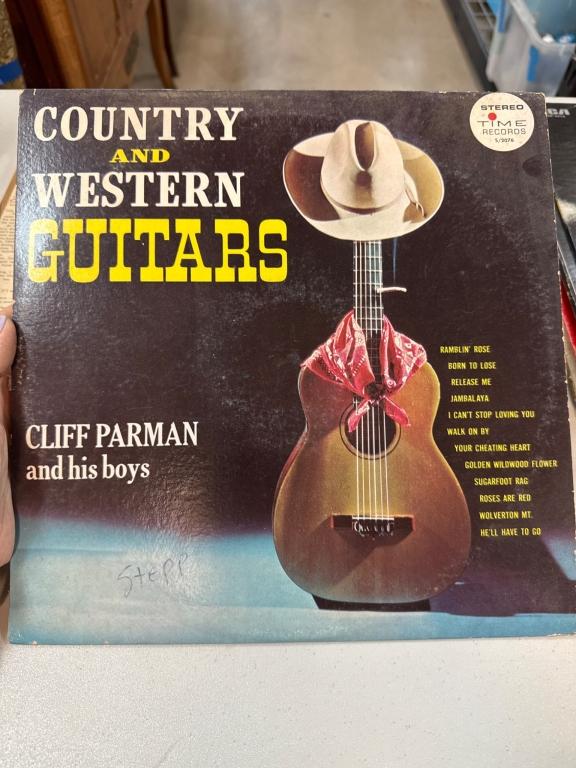 COUNTRY
AND
WESTERN
GUITARS
STEREO
TIME
RECORDS
S/2076
RAMBLIN' ROSE
BORN TO LOSE
RELEASE ME
JAMBALAYA
I CAN'T STOP LOVING YOU
WALK ON BY
YOUR CHEATING HEART
GOLDEN WILDWOOD FLOWER
SUGARFOOT RAG
ROSES ARE RED
WOLVERTON MT.
HE'LL HAVE TO GO
CLIFF PARMAN
and his boys
Stepp
RCA